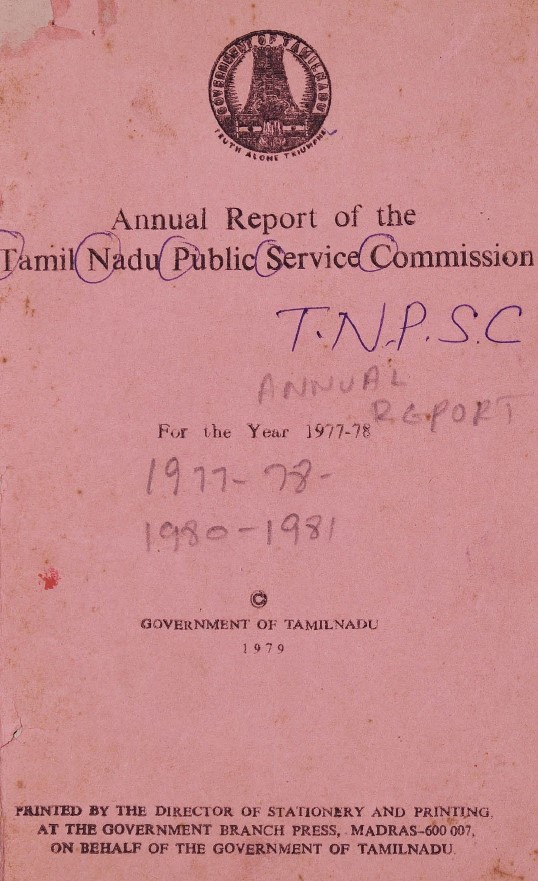 GOVERNMENT OF TAMILNADU
TRUTH ALONE TRIUMPHS
Annual Report of the
Tamil Nadu Public Service Commission
T.N.P.S.C
ANNUAL
REPORT
For the Year 1977-78
1977-78-
1980-1981
©
GOVERNMENT OF TAMILNADU
1979
PRINTED BY THE DIRECTOR OF STATIONERY AND PRINTING,
AT THE GOVERNMENT BRANCH PRESS, MADRAS-600 007,
ON BEHALF OF THE GOVERNMENT OF TAMILNADU.